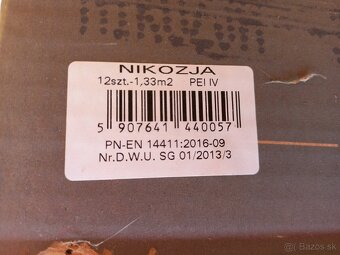 NIKOZJA
12szt.-1,33m2 PEI IV
5 907641 440057
PN-EN 14411:2016-09
Nr.D.W.U. SG 01/2013/3
Bazos.sk